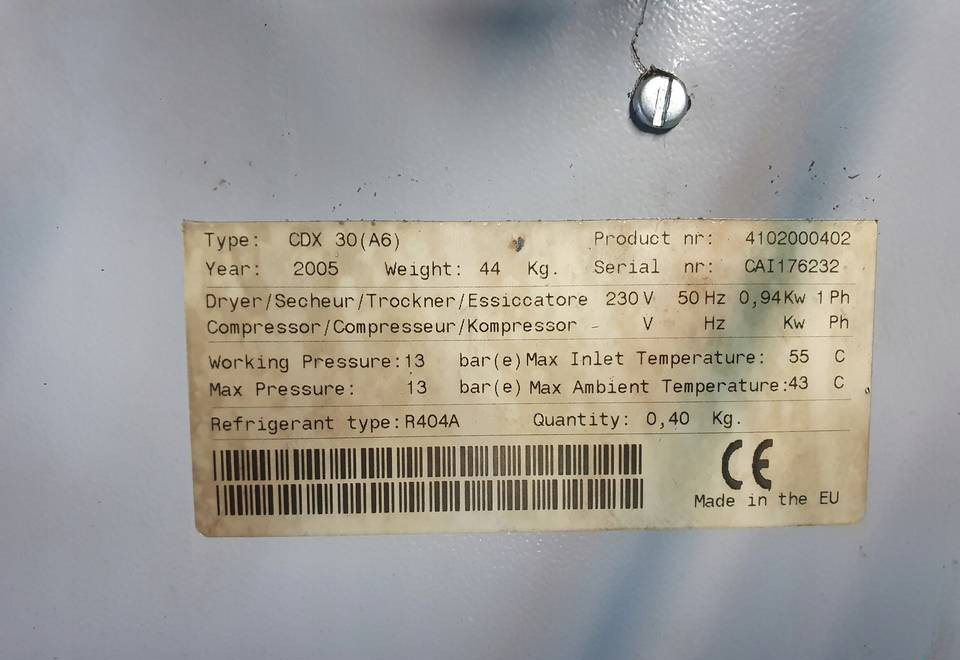 Type: CDX 30(A6) Product nr: 4102000402
Year: 2005 Weight: 44 Kg. Serial nr: CAI176232
Dryer/Secheur/Trockner/Essiccatore 230 V 50 Hz 0,94 Kw 1 Ph
Compressor/Compresseur/Kompressor - V Hz Kw Ph
Working Pressure: 13 bar(e) Max Inlet Temperature: 55 C
Max Pressure: 13 bar(e) Max Ambient Temperature: 43 C
Refrigerant type: R404A Quantity: 0,40 Kg.
CE
Made in the EU